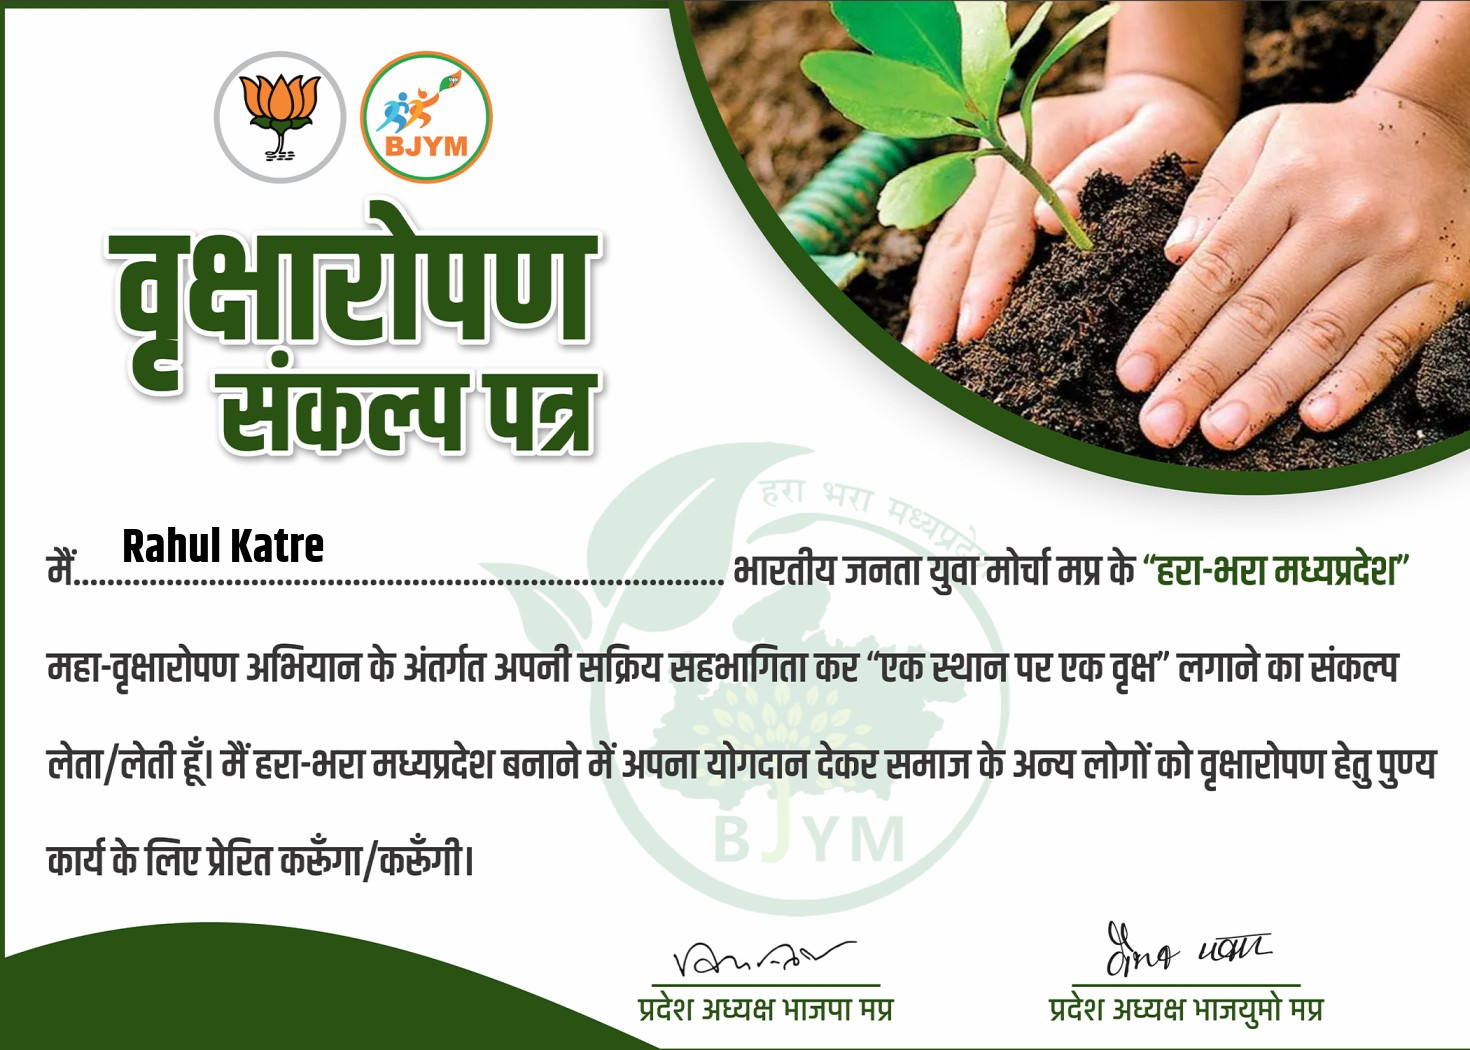 BJYM
वृक्षारोपण
संकल्प पत्र
हरा भरा मध्यप्रदेश
Rahul Katre
मैं............................................................................... भारतीय जनता युवा मोर्चा मप्र के “हरा-भरा मध्यप्रदेश”
महा-वृक्षारोपण अभियान के अंतर्गत अपनी सक्रिय सहभागिता कर “एक स्थान पर एक वृक्ष” लगाने का संकल्प
लेता/लेती हूँ। मैं हरा-भरा मध्यप्रदेश बनाने में अपना योगदान देकर समाज के अन्य लोगों को वृक्षारोपण हेतु पुण्य
BJYM
कार्य के लिए प्रेरित करूँगा/करूँगी।
प्रदेश अध्यक्ष भाजपा मप्र
प्रदेश अध्यक्ष भाजयुमो मप्र